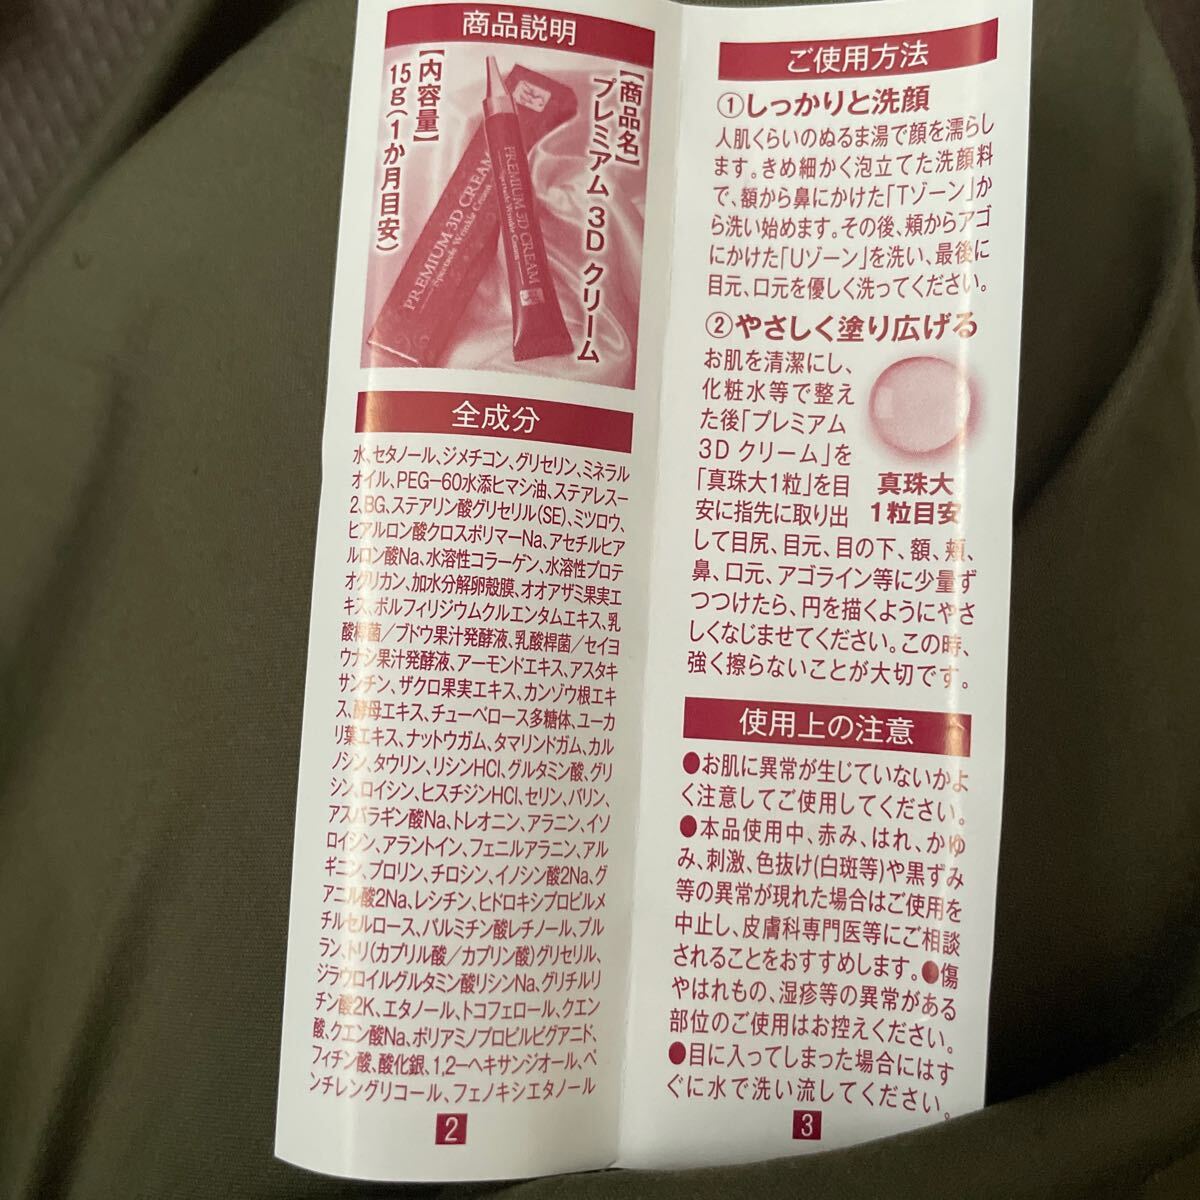 商品説明
【商品名】
プレミアム 3D クリーム
【内容量】
15g(1か月目安)
PREMIUM 3D CREAM
Spectacle Wrinkle Cream
PREMIUM 3D CREAM
Spectacle Wrinkle Cream
全成分
水、セタノール、ジメチコン、グリセリン、ミネラル
オイル、PEG-60水添ヒマシ油、ステアレス-
2、BG、ステアリン酸グリセリル(SE)、ミツロウ、
ヒアルロン酸クロスポリマーNa、アセチルヒア
ルロン酸Na、水溶性コラーゲン、水溶性プロテ
オグリカン、加水分解卵殻膜、オオアザミ果実エ
キス、ポルフィリジウムクルエンタムエキス、乳
酸桿菌/ブドウ果汁発酵液、乳酸桿菌/セイヨ
ウナシ果汁発酵液、アーモンドエキス、アスタキ
サンチン、ザクロ果実エキス、カンゾウ根エキ
ス、酵母エキス、チューベロース多糖体、ユーカ
リ葉エキス、ナットウガム、タマリンドガム、カル
ノシン、タウリン、リシンHCl、グルタミン酸、グリ
シン、ロイシン、ヒスチジンHCl、セリン、バリン、
アスパラギン酸Na、トレオニン、アラニン、イソ
ロイシン、アラントイン、フェニルアラニン、アル
ギニン、プロリン、チロシン、イノシン酸2Na、グ
アニル酸2Na、レシチン、ヒドロキシプロピルメ
チルセルロース、パルミチン酸レチノール、プル
ラン、トリ(カプリル酸/カプリン酸)グリセリル、
ジラウロイルグルタミン酸リシンNa、グリチルリ
チン酸2K、エタノール、トコフェロール、クエン
酸、クエン酸Na、ポリアミノプロピルビグアニド、
フィチン酸、酸化銀、1,2-ヘキサンジオール、ペ
ンチレングリコール、フェノキシエタノール
2
ご使用方法
①しっかりと洗顔
人肌くらいのぬるま湯で顔を濡らし
ます。きめ細かく泡立てた洗顔料
で、額から鼻にかけた「Tゾーン」か
ら洗い始めます。その後、頬からアゴ
にかけた「Uゾーン」を洗い、最後に
目元、口元を優しく洗ってください。
②やさしく塗り広げる
お肌を清潔にし、
化粧水等で整え
た後「プレミアム
3D クリーム」を
「真珠大1粒」を目
安に指先に取り出
真珠大
1粒目安
して目尻、目元、目の下、額、頬、
鼻、口元、アゴライン等に少量ず
つつけたら、円を描くようにやさ
しくなじませてください。この時、
強く擦らないことが大切です。
使用上の注意
●お肌に異常が生じていないかよ
く注意してご使用してください。
●本品使用中、赤み、はれ、かゆ
み、刺激、色抜け(白斑等)や黒ずみ
等の異常が現れた場合はご使用を
中止し、皮膚科専門医等にご相談
されることをおすすめします。●傷
やはれもの、湿疹等の異常がある
部位のご使用はお控えください。
●目に入ってしまった場合にはす
ぐに水で洗い流してください。
3